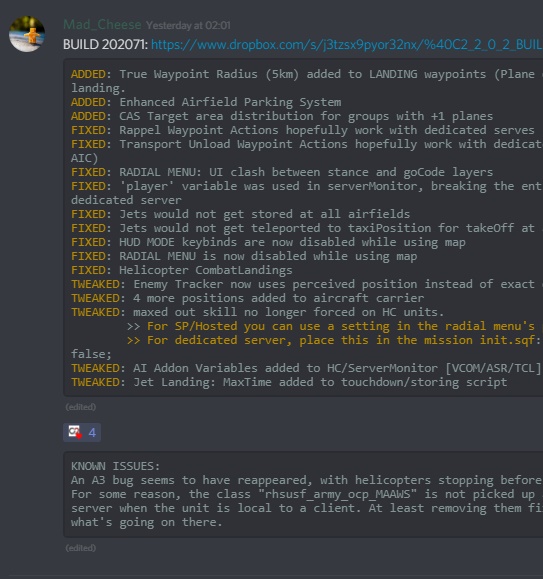 Mad_Cheese Yesterday at 02:01
BUILD 202071: https://www.dropbox.com/s/j3tzsx9pyor32nx/%40C2_2_0_2_BUIL
ADDED: True Waypoint Radius (5km) added to LANDING waypoints (Plane
landing.
ADDED: Enhanced Airfield Parking System
ADDED: CAS Target area distribution for groups with +1 planes
FIXED: Rappel Waypoint Actions hopefully work with dedicated serves
FIXED: Transport Unload Waypoint Actions hopefully work with dedicat
AIC)
FIXED: RADIAL MENU: UI clash between stance and goCode layers
FIXED: 'player' variable was used in serverMonitor, breaking the ent
dedicated server
FIXED: Jets would not get stored at all airfields
FIXED: Jets would not get teleported to taxiPosition for takeOff at
FIXED: HUD MODE keybinds are now disabled while using map
FIXED: RADIAL MENU is now disabled while using map
FIXED: Helicopter CombatLandings
TWEAKED: Enemy Tracker now uses perceived position instead of exact
TWEAKED: 4 more positions added to aircraft carrier
TWEAKED: maxed out skill no longer forced on HC units.
>> For SP/Hosted you can use a setting in the radial menu's
>> For dedicated server, place this in the mission init.sqf:
false;
TWEAKED: AI Addon Variables added to HC/ServerMonitor [VCOM/ASR/TCL]
TWEAKED: Jet Landing: MaxTime added to touchdown/storing script
(edited)
4
KNOWN ISSUES:
An A3 bug seems to have reappeared, with helicopters stopping before
For some reason, the class "rhsusf_army_ocp_MAAWS" is not picked up
server when the unit is local to a client. At least removing them fi
what's going on there.
(edited)